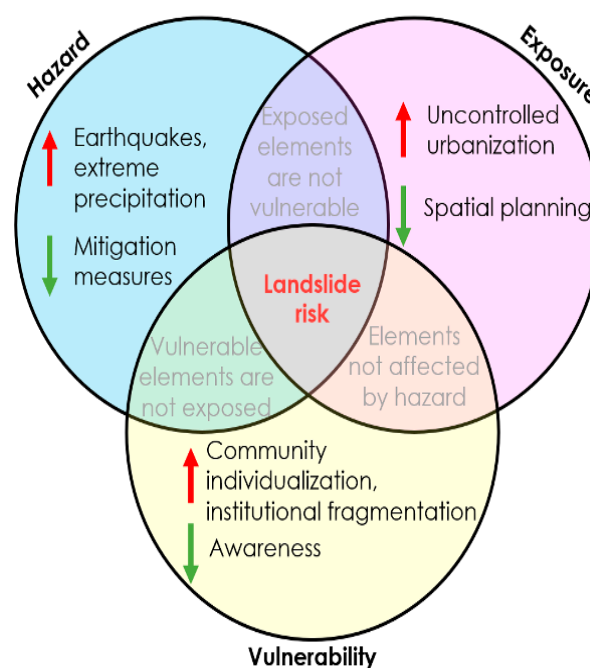 Hazard
Exposure
Earthquakes,
extreme
precipitation
Mitigation
measures
Exposed
elements
are not
vulnerable
Uncontrolled
urbanization
Spatial planning
Landslide
risk
Vulnerable
elements are
not exposed
Elements
not affected
by hazard
Community
individualization,
institutional fragmentation
Awareness
Vulnerability